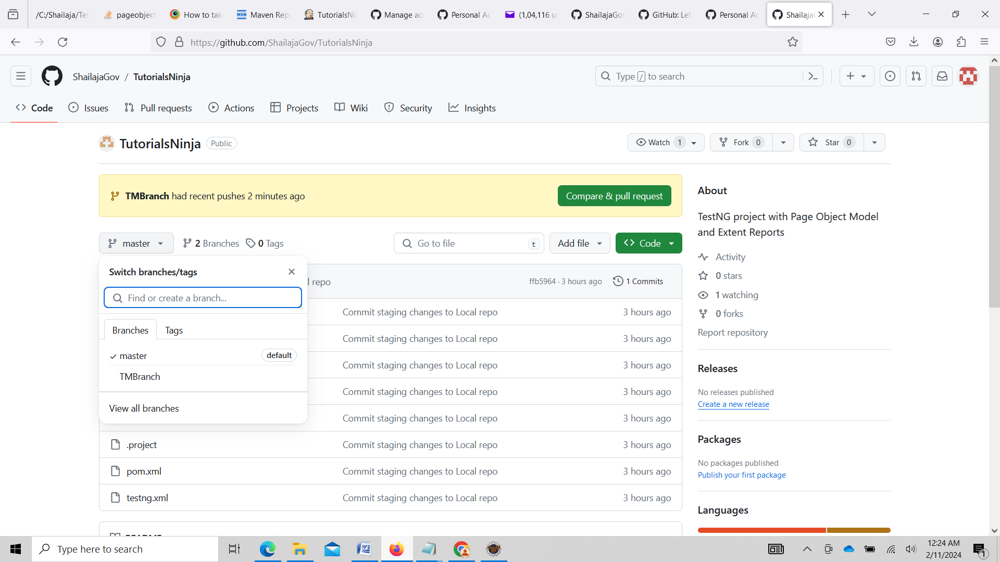 /C:/Shailaja/Tes
pageobject
How to tak
Maven Rep
TutorialsNin
Manage acc
Personal Ac
(1,04,116 un
ShailajaGov
GitHub: Let
Personal Ac
ShailajaG
https://github.com/ShailajaGov/TutorialsNinja
ShailajaGov / TutorialsNinja
Type / to search
Code
Issues
Pull requests
Actions
Projects
Wiki
Security
Insights
TutorialsNinja Public
Watch 1
Fork 0
Star 0
TMBranch had recent pushes 2 minutes ago
Compare & pull request
master
2 Branches
0 Tags
Go to file t
Add file
Code
Switch branches/tags
Find or create a branch...
Branches
Tags
master default
TMBranch
View all branches
l repo
ffb5964 · 3 hours ago
1 Commits
Commit staging changes to Local repo 3 hours ago
Commit staging changes to Local repo 3 hours ago
Commit staging changes to Local repo 3 hours ago
Commit staging changes to Local repo 3 hours ago
Commit staging changes to Local repo 3 hours ago
.project Commit staging changes to Local repo 3 hours ago
pom.xml Commit staging changes to Local repo 3 hours ago
testng.xml Commit staging changes to Local repo 3 hours ago
README
About
TestNG project with Page Object Model
and Extent Reports
Activity
0 stars
1 watching
0 forks
Report repository
Releases
No releases published
Create a new release
Packages
No packages published
Publish your first package
Languages
Type here to search
12:24 AM
2/11/2024
1